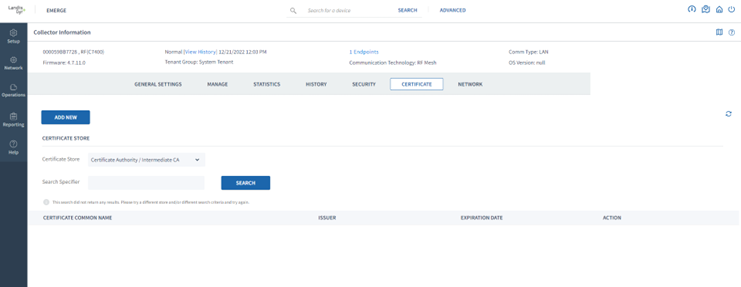 Landis
Gyr
EMERGE
Search for a device
SEARCH
ADVANCED
Setup
Network
Operations
Reporting
Help
Collector Information
Normal [View History] 12/21/2022 12:03 PM
1 Endpoints
Comm Type: LAN
Firmware: 4.7.11.0
Tenant Group: System Tenant
Communication Technology: RF Mesh
OS Version: null
GENERAL SETTINGS
MANAGE
STATISTICS
HISTORY
SECURITY
CERTIFICATE
NETWORK
ADD NEW
CERTIFICATE STORE
Certificate Store
Certificate Authority / Intermediate CA
Search Specifier
SEARCH
This search did not return any results. Please try a different store and/or different search criteria and try again.
CERTIFICATE COMMON NAME
ISSUER
EXPIRATION DATE
ACTION